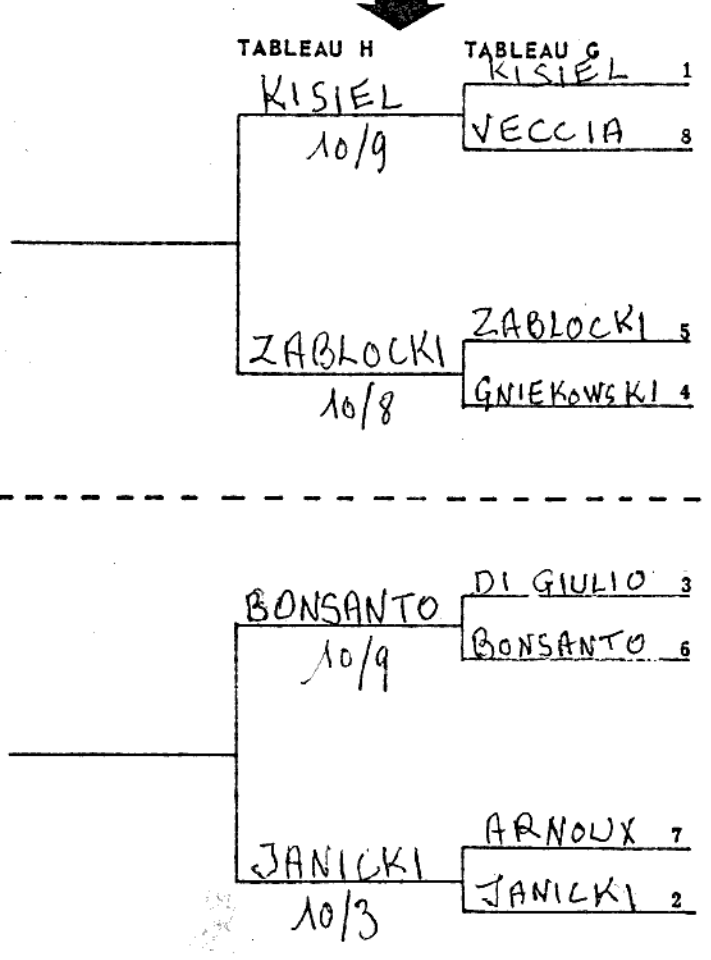 TABLEAU H TABLEAU G
KISIEL 1
KISIEL
VECCIA 8
10/9
ZABLOCKI 5
ZABLOCKI
GNIEKOWSKI 4
10/8
DI GIULIO 3
BONSANTO
BONSANTO 6
10/9
ARNOUX 7
JANICKI
JANICKI 2
10/3